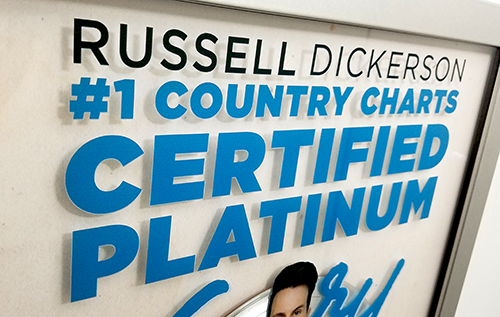 RUSSELL DICKERSON
#1 COUNTRY CHARTS
CERTIFIED
PLATINUM